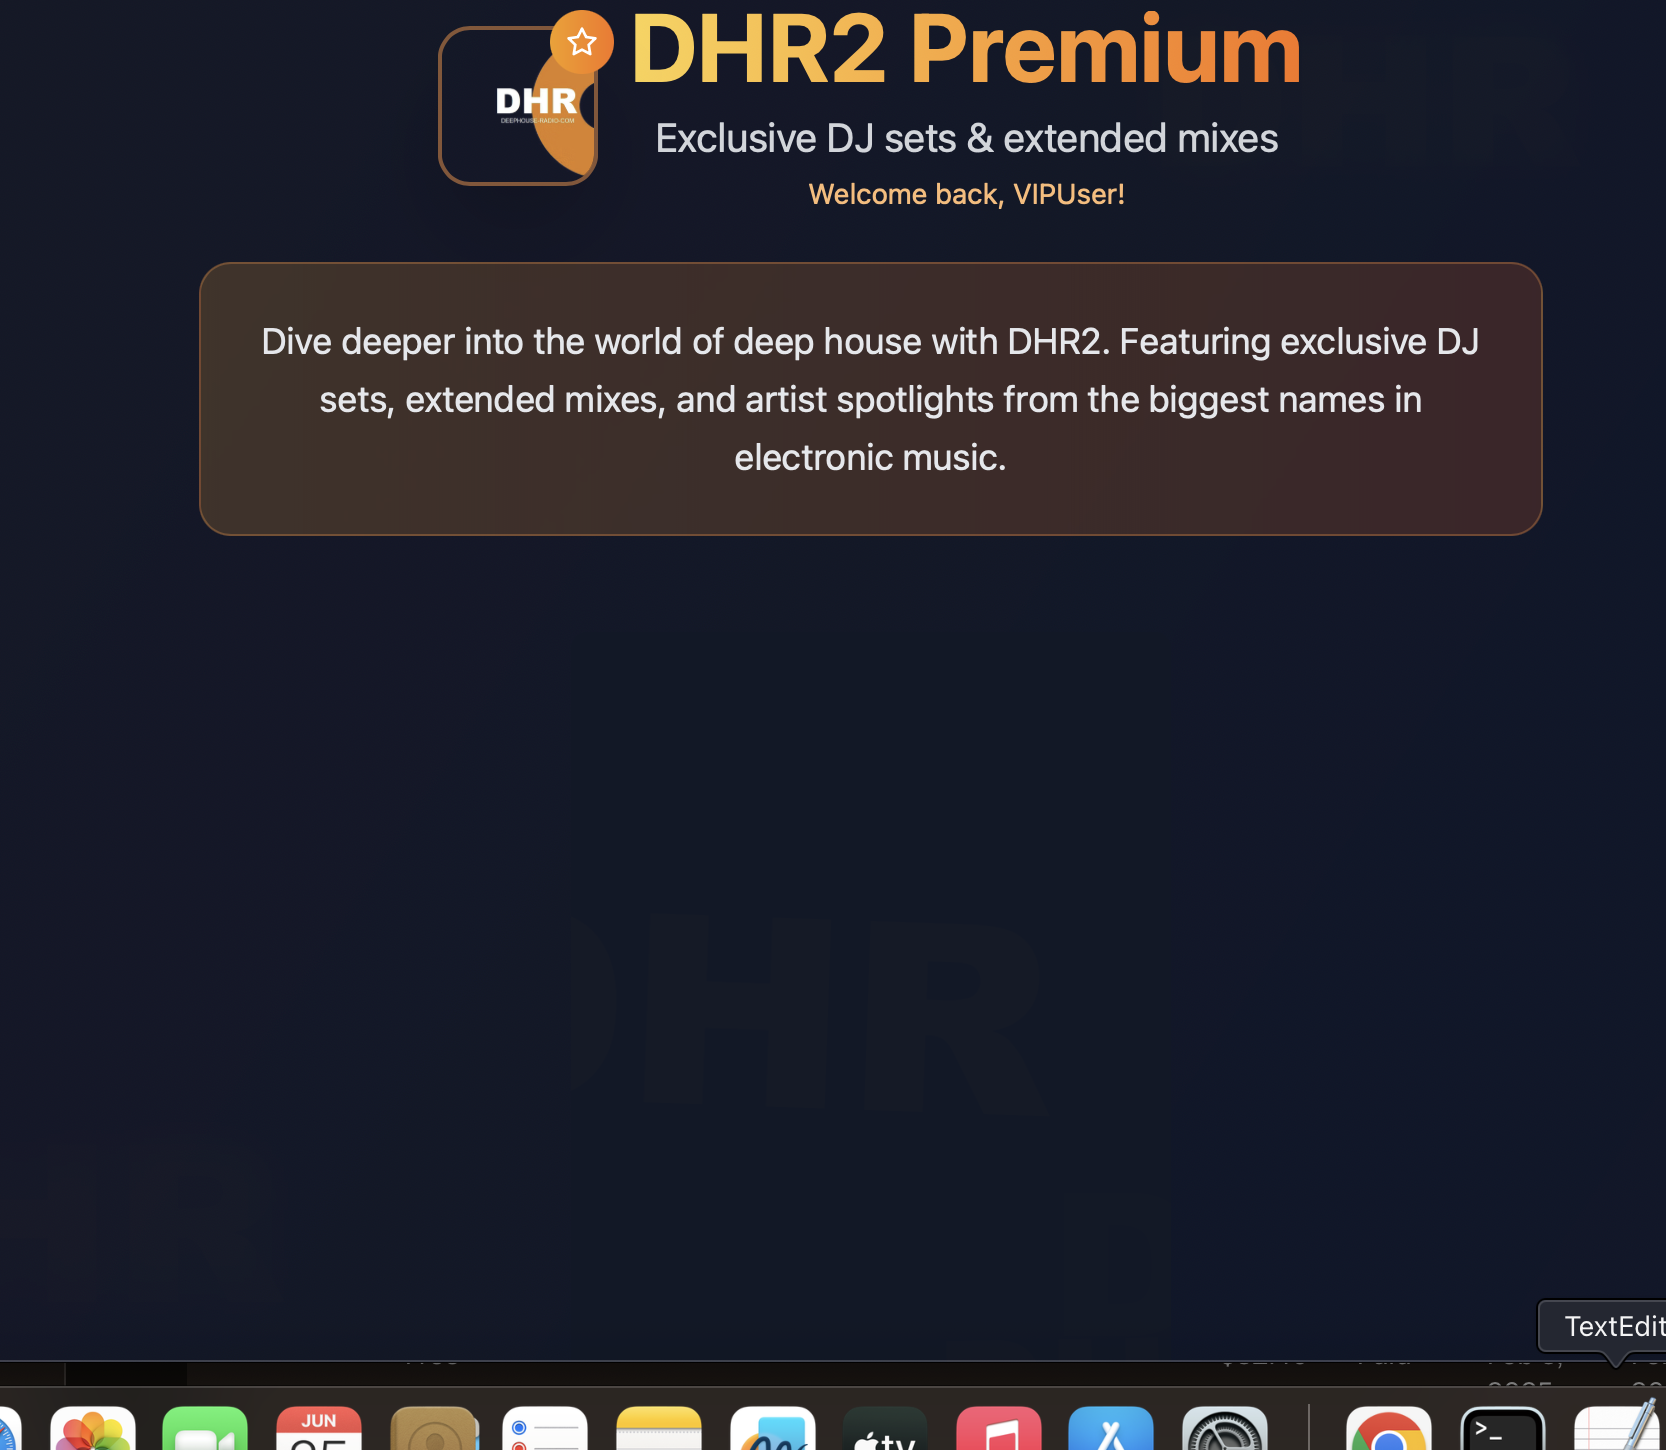 DHR2 Premium
DHR
DEEPHOUSE-RADIO.COM
Exclusive DJ sets & extended mixes
Welcome back, VIPUser!
Dive deeper into the world of deep house with DHR2. Featuring exclusive DJ
sets, extended mixes, and artist spotlights from the biggest names in
electronic music.
DHR
TextEdit
JUN
tv
>_